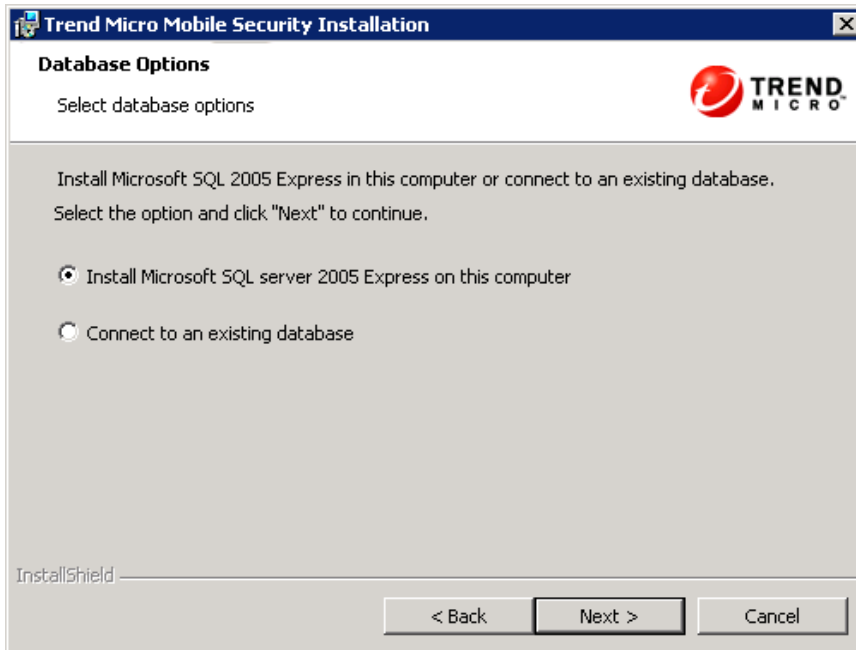 Trend Micro Mobile Security Installation
Database Options
Select database options
TREND
MICRO
Install Microsoft SQL 2005 Express in this computer or connect to an existing database.
Select the option and click "Next" to continue.
Install Microsoft SQL server 2005 Express on this computer
Connect to an existing database
InstallShield
< Back
Next >
Cancel